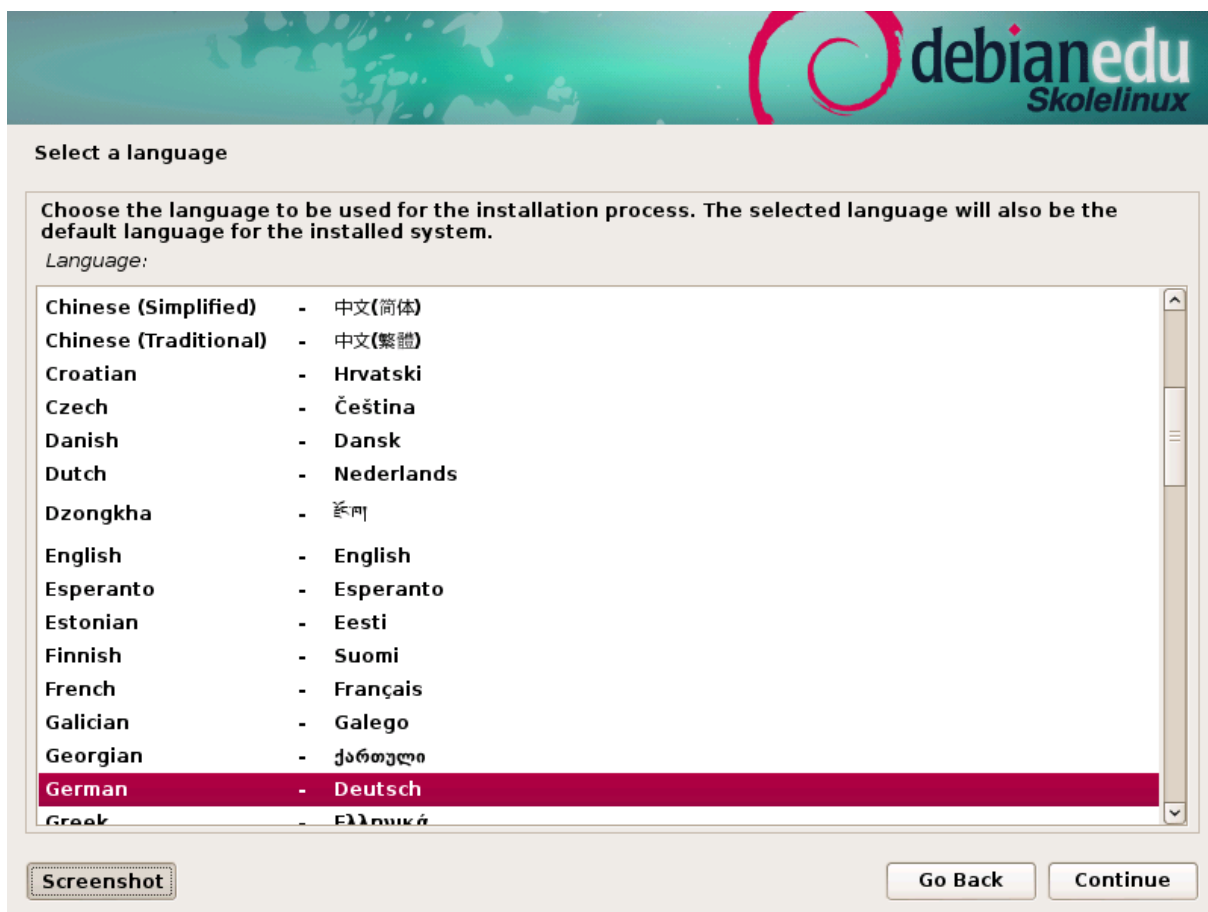 debianedu
Skolelinux
Select a language
Choose the language to be used for the installation process. The selected language will also be the
default language for the installed system.
Language:
Chinese (Simplified) - 中文(简体)
Chinese (Traditional) - 中文(繁體)
Croatian - Hrvatski
Czech - Čeština
Danish - Dansk
Dutch - Nederlands
Dzongkha - རྫོང་ཁ།
English - English
Esperanto - Esperanto
Estonian - Eesti
Finnish - Suomi
French - Français
Galician - Galego
Georgian - ქართული
German - Deutsch
Greek - Ελληνικά
Screenshot
Go Back
Continue